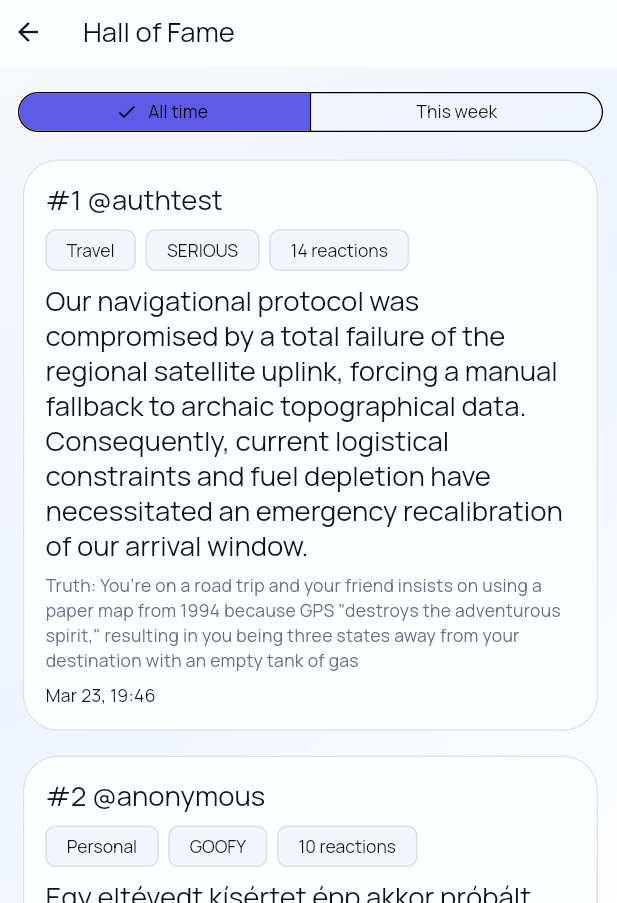 Hall of Fame
All time
This week
#1 @authtest
Travel
SERIOUS
14 reactions
Our navigational protocol was
compromised by a total failure of the
regional satellite uplink, forcing a manual
fallback to archaic topographical data.
Consequently, current logistical
constraints and fuel depletion have
necessitated an emergency recalibration
of our arrival window.
Truth: You're on a road trip and your friend insists on using a
paper map from 1994 because GPS "destroys the adventurous
spirit," resulting in you being three states away from your
destination with an empty tank of gas
Mar 23, 19:46
#2 @anonymous
Personal
GOOFY
10 reactions
Egy eltévedt kísértet épp akkor próbált